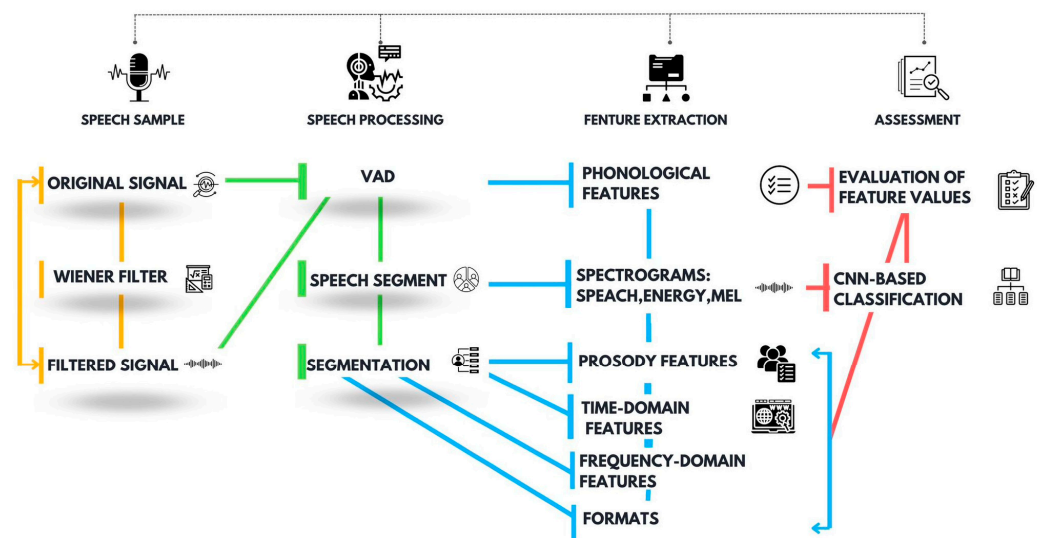 SPEECH SAMPLE
SPEECH PROCESSING
FENTURE EXTRACTION
ASSESSMENT
ORIGINAL SIGNAL
WIENER FILTER
FILTERED SIGNAL
VAD
SPEECH SEGMENT
SEGMENTATION
PHONOLOGICAL
FEATURES
SPECTROGRAMS:
SPEACH,ENERGY,MEL
PROSODY FEATURES
TIME-DOMAIN
FEATURES
WWW
FREQUENCY-DOMAIN
FEATURES
FORMATS
EVALUATION OF
FEATURE VALUES
CNN-BASED
CLASSIFICATION